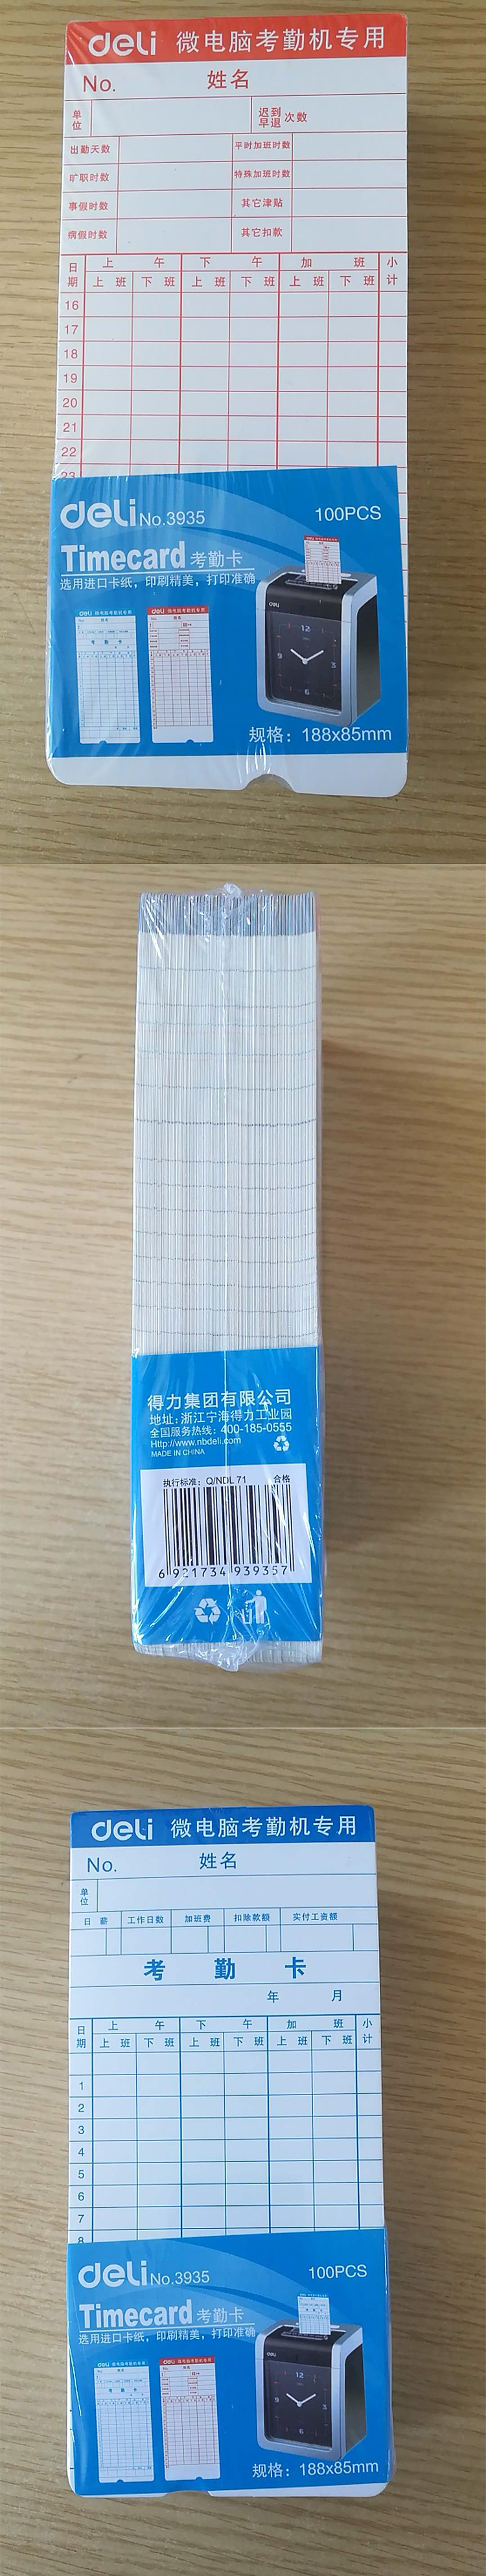 deli 微电脑考勤机专用
No. 姓名
单位 迟到早退 次数
出勤天数 平时加班时数
旷职时数 特殊加班时数
事假时数 其它津贴
病假时数 其它扣款
日期 上 午 下 午 加 班 小计
上 班 下 班 上 班 下 班 上 班 下 班
16
17
18
19
20
21
22
23
deli No.3935 100PCS
Timecard 考勤卡
选用进口卡纸，印刷精美，打印准确
规格：188x85mm
得力集团有限公司
地址：浙江宁海得力工业园
全国服务热线：400-185-0555
Http://www.nbdeli.com
MADE IN CHINA
执行标准：Q/NDL 71 合格
6 921734 939357
deli 微电脑考勤机专用
No. 姓名
单位
日 薪 工作日数 加班费 扣除款额 实付工资额
考 勤 卡
年 月
日期 上 午 下 午 加 班 小计
上 班 下 班 上 班 下 班 上 班 下 班
1
2
3
4
5
6
7
8
deli No.3935 100PCS
Timecard 考勤卡
选用进口卡纸，印刷精美，打印准确
规格：188x85mm